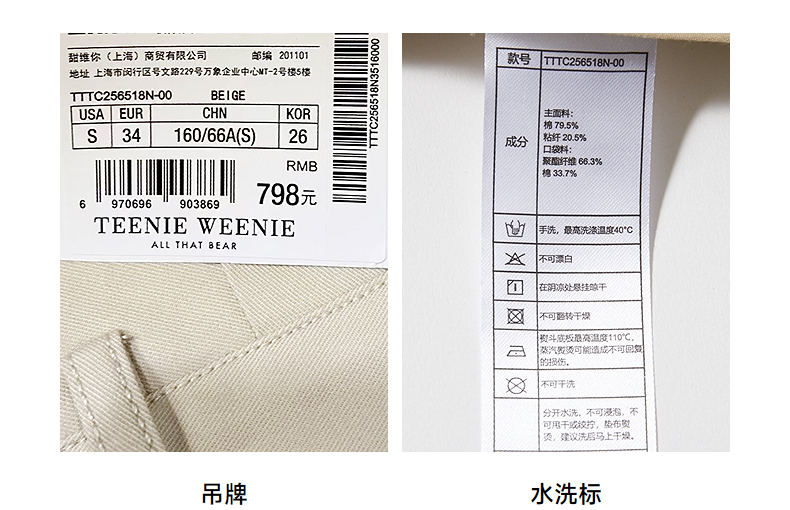 甜维你（上海）商贸有限公司 邮编 201101
地址 上海市闵行区号文路229号万象企业中心MT-2号楼5楼
TTTC256518N-00 BEIGE
USA EUR CHN KOR
S 34 160/66A(S) 26
RMB
798元
6 970696 903869
TEENIE WEENIE
ALL THAT BEAR
TTTC256518N3516000
款号 TTTC256518N-00
成分
主面料：
棉 79.5%
粘纤 20.5%
口袋料：
聚酯纤维 66.3%
棉 33.7%
手洗，最高洗涤温度40°C
不可漂白
在阴凉处悬挂晾干
不可翻转干燥
熨斗底板最高温度110°C，
蒸汽熨烫可能造成不可回复
的损伤。
不可干洗
分开水洗，不可浸泡，不
可甩干或绞拧，垫布熨
烫，建议洗后马上干燥。
吊牌
水洗标